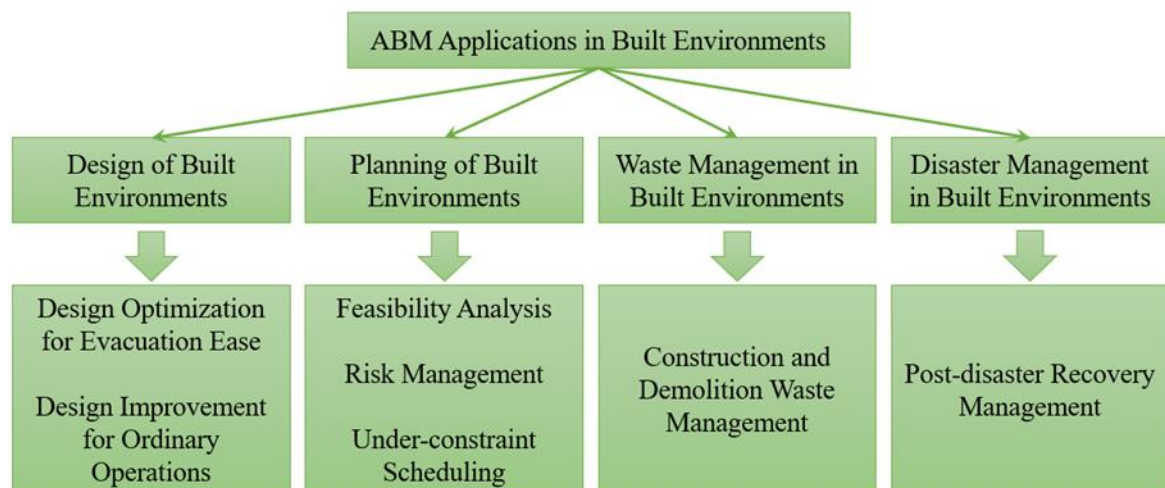 ABM Applications in Built Environments
Design of Built
Environments
Planning of Built
Environments
Waste Management in
Built Environments
Disaster Management
in Built Environments
Design Optimization
for Evacuation Ease
Design Improvement
for Ordinary
Operations
Feasibility Analysis
Risk Management
Under-constraint
Scheduling
Construction and
Demolition Waste
Management
Post-disaster Recovery
Management